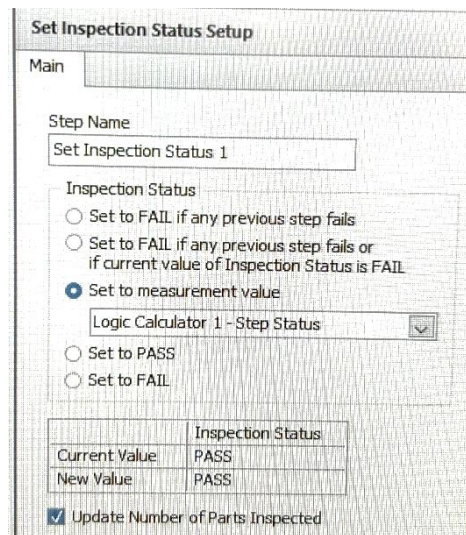 Set Inspection Status Setup
Main
Step Name
Set Inspection Status 1
Inspection Status
Set to FAIL if any previous step fails
Set to FAIL if any previous step fails or
if current value of Inspection Status is FAIL
Set to measurement value
Logic Calculator 1 - Step Status
Set to PASS
Set to FAIL
Inspection Status
Current Value PASS
New Value PASS
Update Number of Parts Inspected